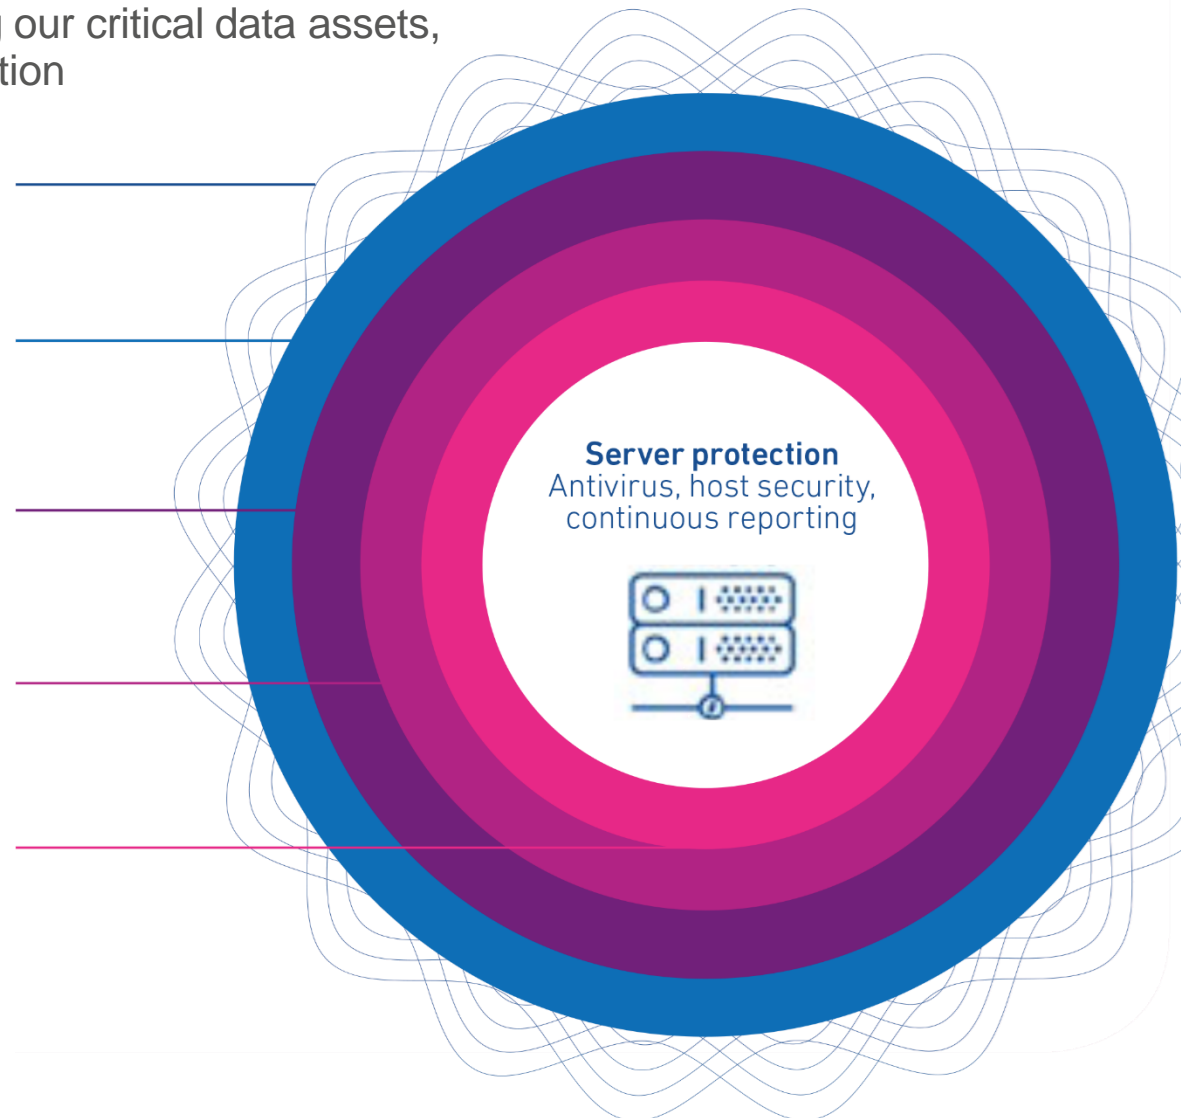 our critical data assets,
tion
Server protection
Antivirus, host security,
continuous reporting